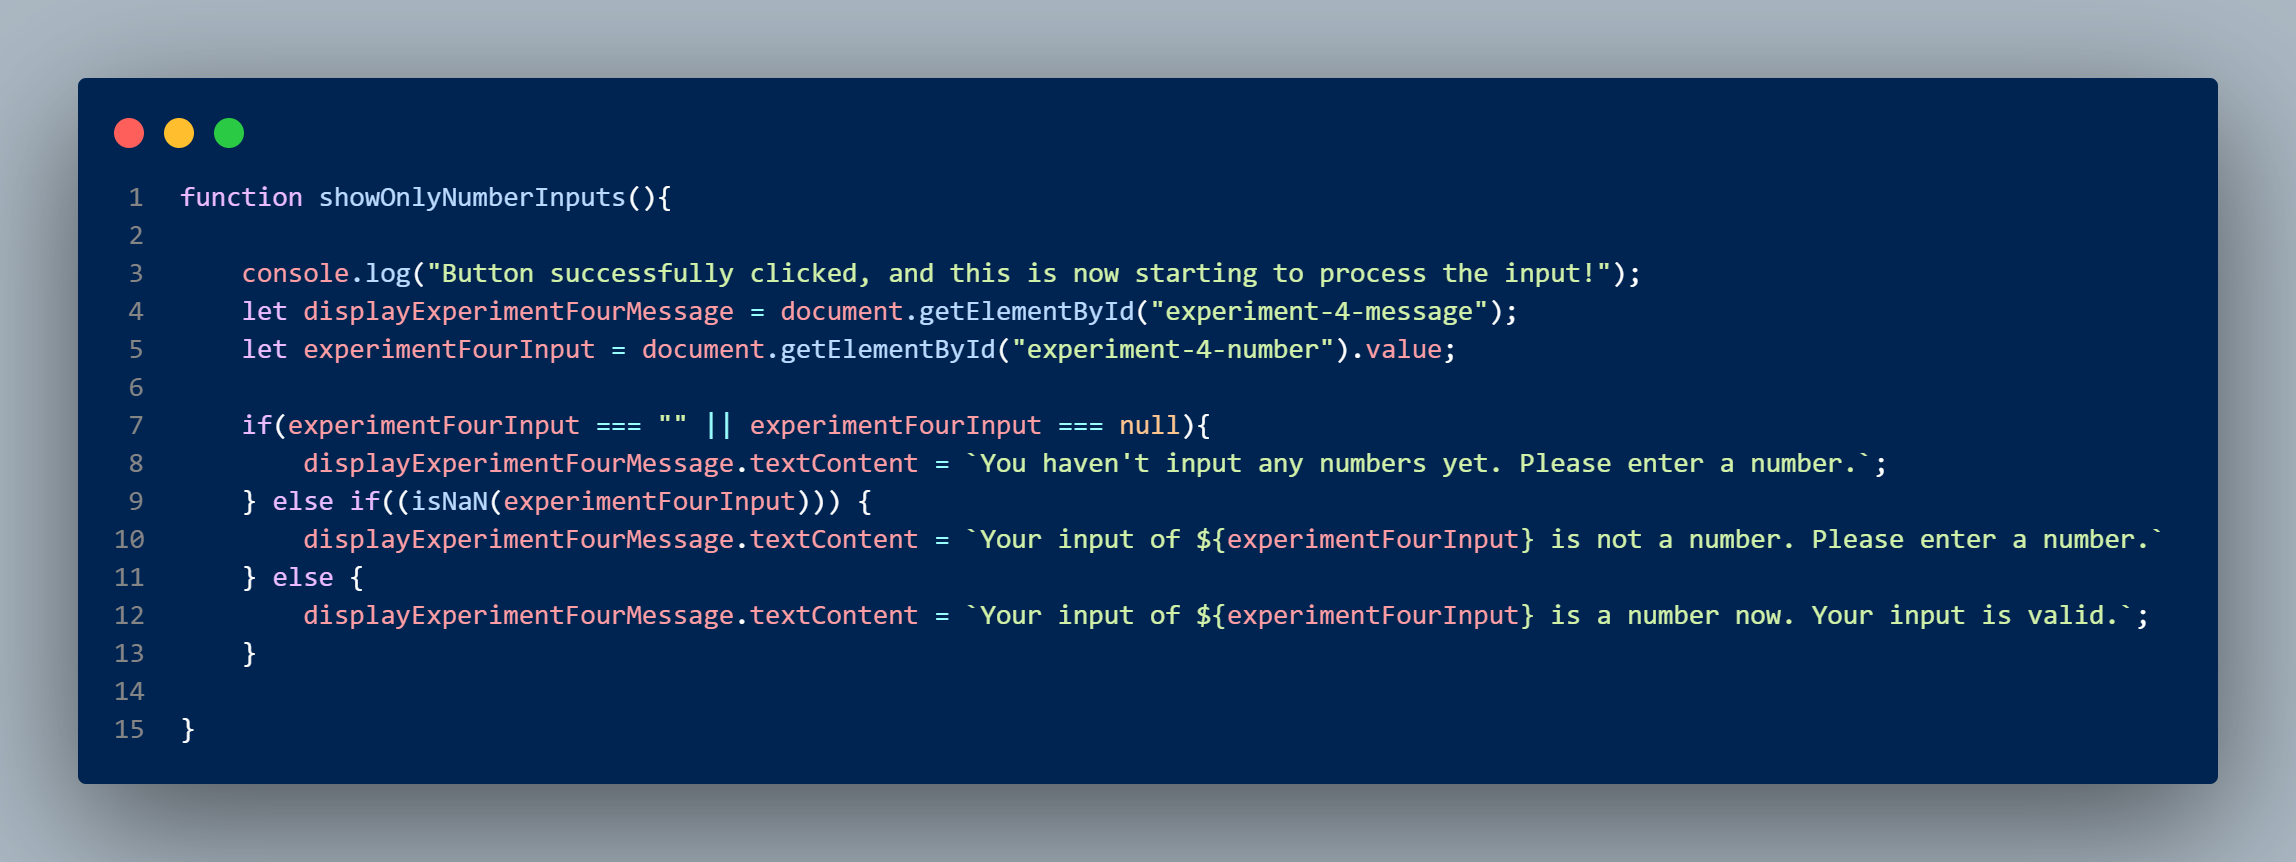 1 function showOnlyNumberInputs(){
2
3 console.log("Button successfully clicked, and this is now starting to process the input!");
4 let displayExperimentFourMessage = document.getElementById("experiment-4-message");
5 let experimentFourInput = document.getElementById("experiment-4-number").value;
6
7 if(experimentFourInput === "" || experimentFourInput === null){
8 displayExperimentFourMessage.textContent = `You haven't input any numbers yet. Please enter a number.`;
9 } else if((isNaN(experimentFourInput))) {
10 displayExperimentFourMessage.textContent = `Your input of ${experimentFourInput} is not a number. Please enter a number.`
11 } else {
12 displayExperimentFourMessage.textContent = `Your input of ${experimentFourInput} is a number now. Your input is valid.`;
13 }
14
15 }